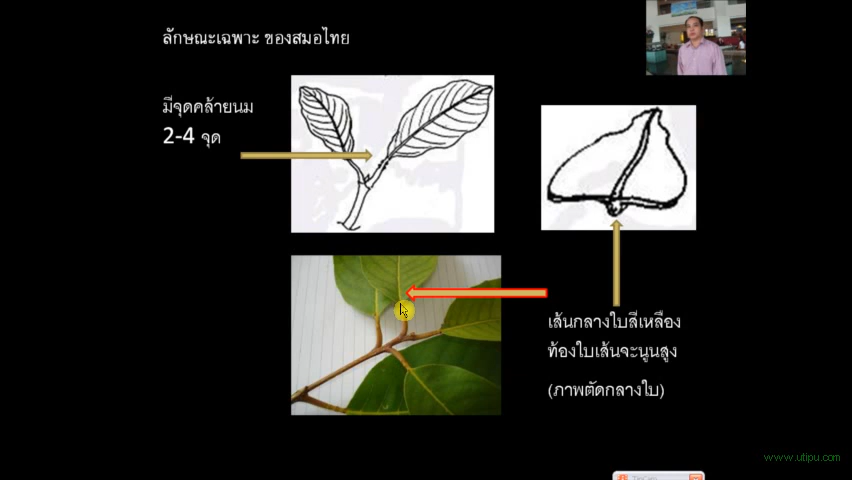 ลักษณะเฉพาะ ของสมอไทย
มีจุดคล้ายนม
2-4 จุด
เส้นกลางใบสีเหลือง
ท้องใบเส้นจะนูนสูง
(ภาพตัดกลางใบ)
www.utipu.com